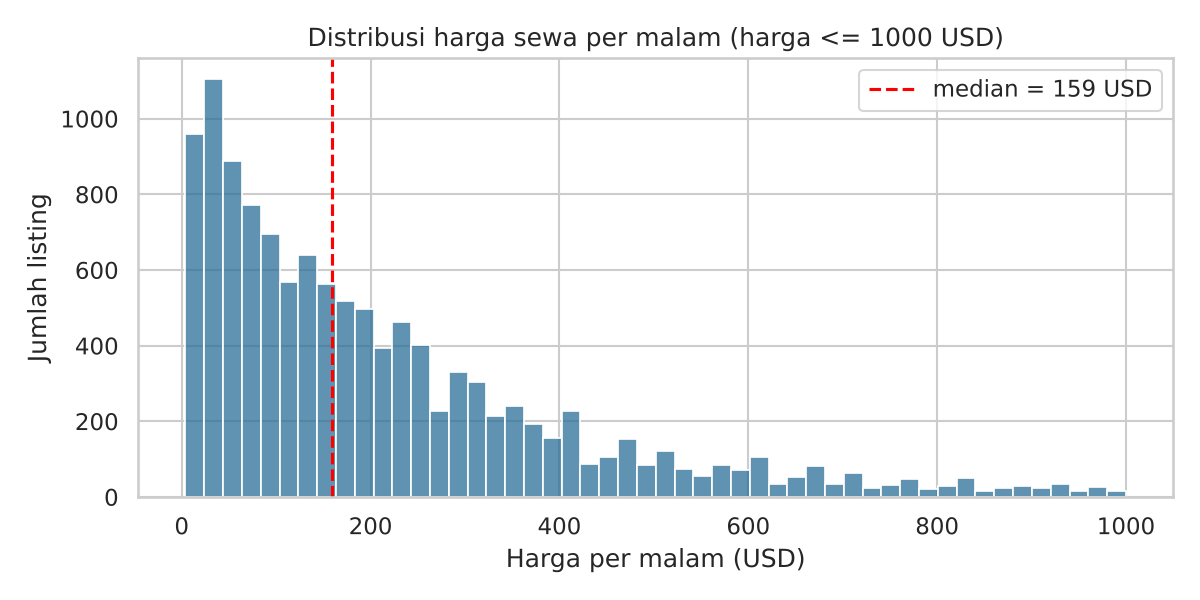 Distribusi harga sewa per malam (harga <= 1000 USD)
median = 159 USD
Jumlah listing
1000
800
600
400
200
0
0 200 400 600 800 1000
Harga per malam (USD)